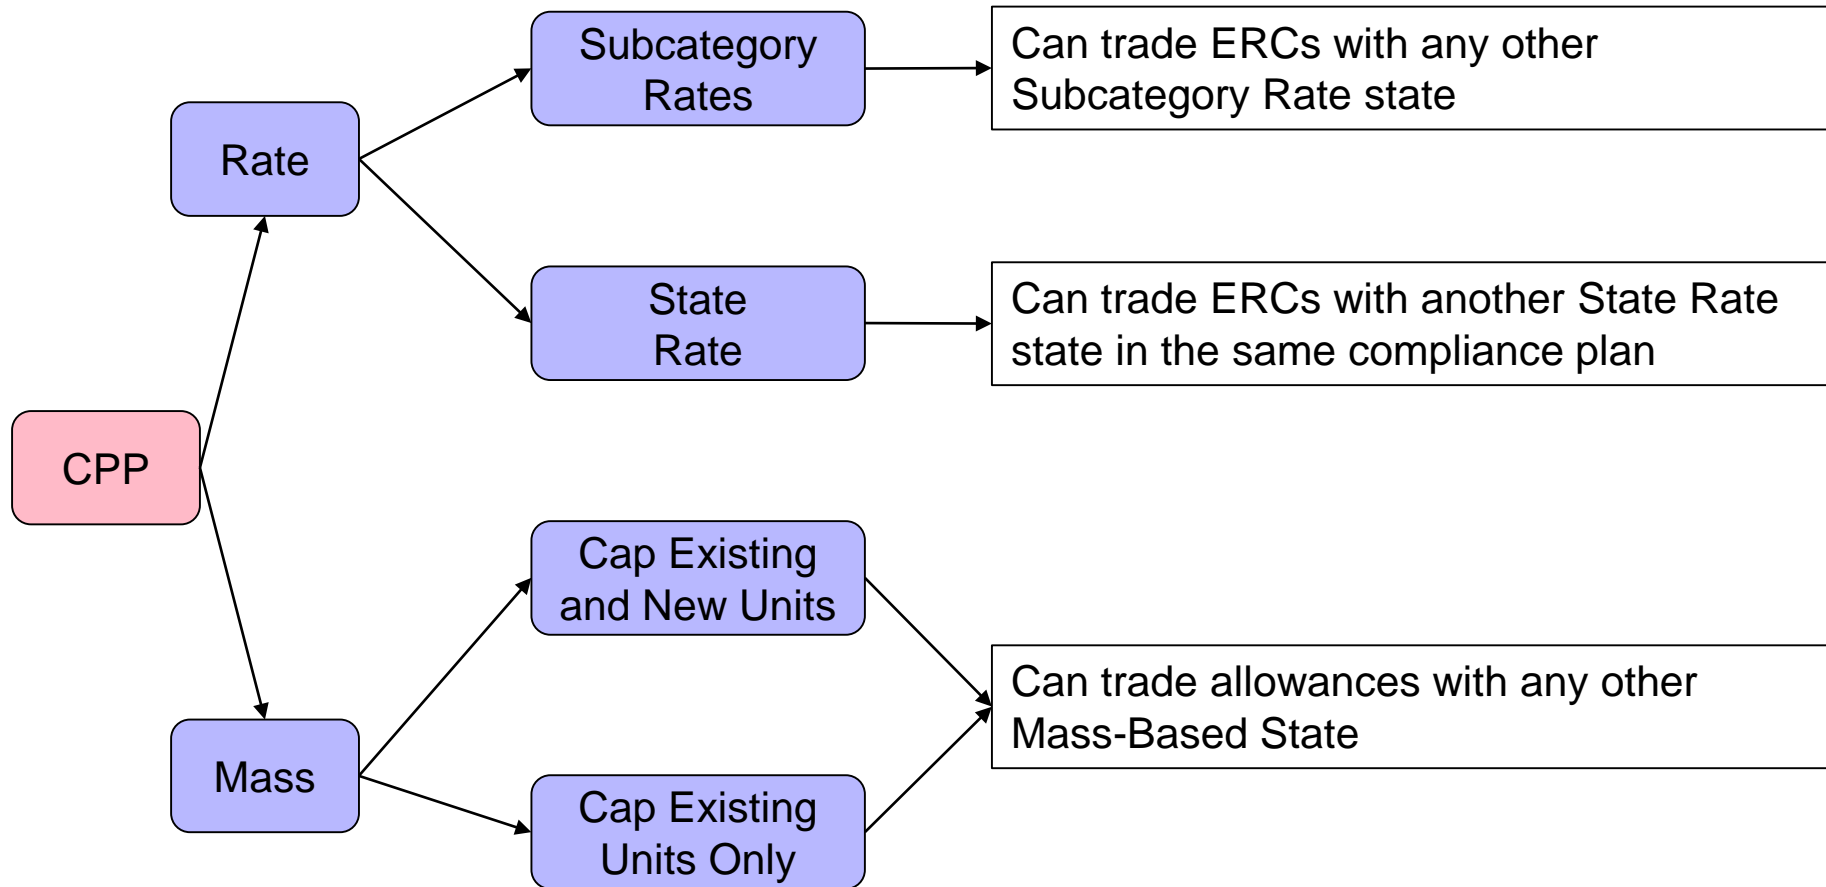 Subcategory
Rates
Can trade ERCs with any other
Subcategory Rate state
Rate
State
Rate
Can trade ERCs with another State Rate
state in the same compliance plan
CPP
Cap Existing
and New Units
Can trade allowances with any other
Mass-Based State
Mass
Cap Existing
Units Only